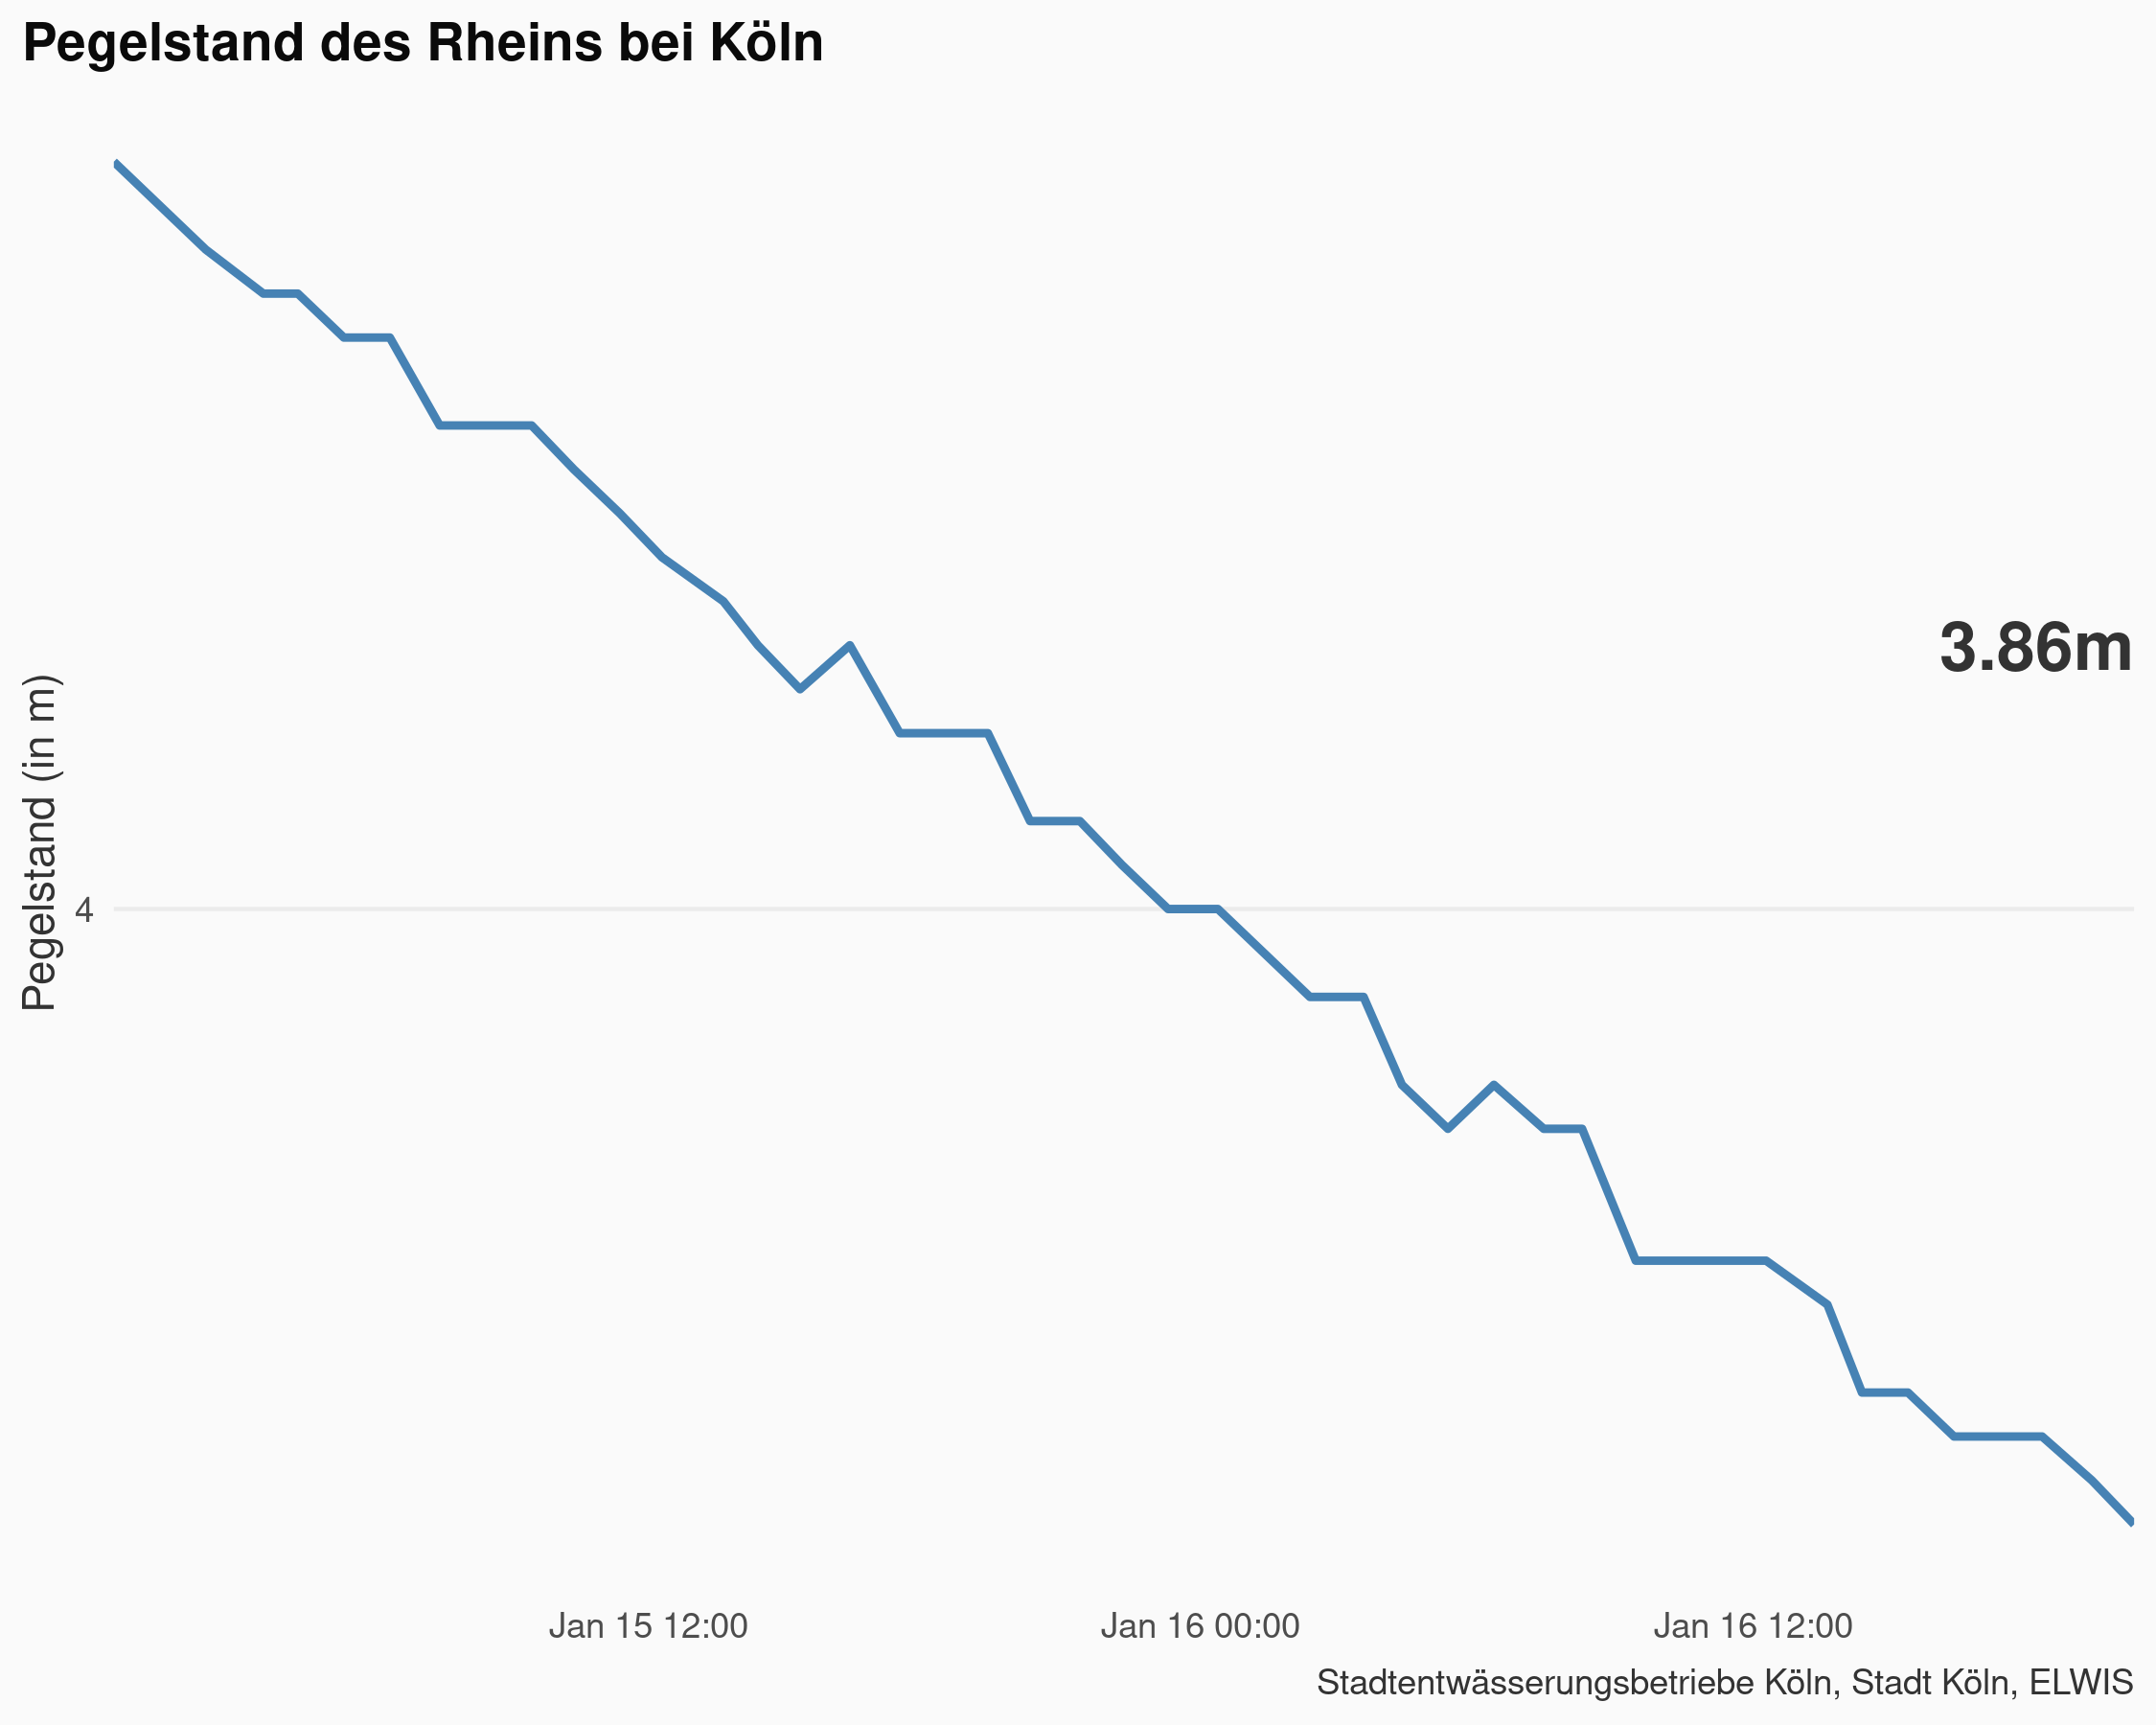 Pegelstand des Rheins bei Köln
3.86m
Pegelstand (in m)
4
Jan 15 12:00
Jan 16 00:00
Jan 16 12:00
Stadtentwässerungsbetriebe Köln, Stadt Köln, ELWIS